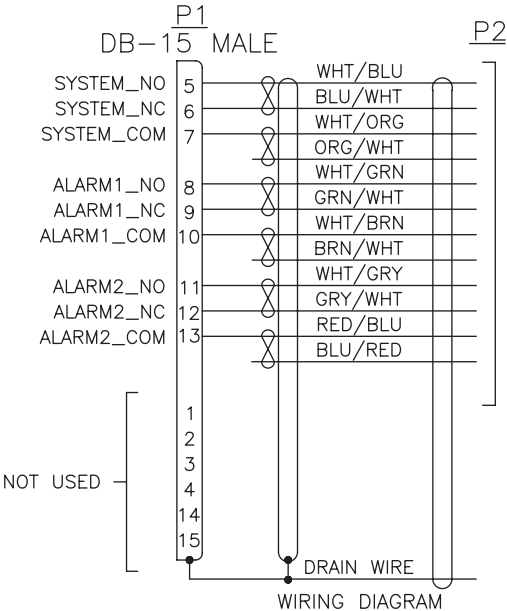 P1
P2
DB-15 MALE
SYSTEM_NO 5 WHT/BLU
SYSTEM_NC 6 BLU/WHT
SYSTEM_COM 7 WHT/ORG
ORG/WHT
ALARM1_NO 8 WHT/GRN
ALARM1_NC 9 GRN/WHT
ALARM1_COM 10 WHT/BRN
BRN/WHT
ALARM2_NO 11 WHT/GRY
ALARM2_NC 12 GRY/WHT
ALARM2_COM 13 RED/BLU
BLU/RED
1
2
3
NOT USED
4
14
15
DRAIN WIRE
WIRING DIAGRAM